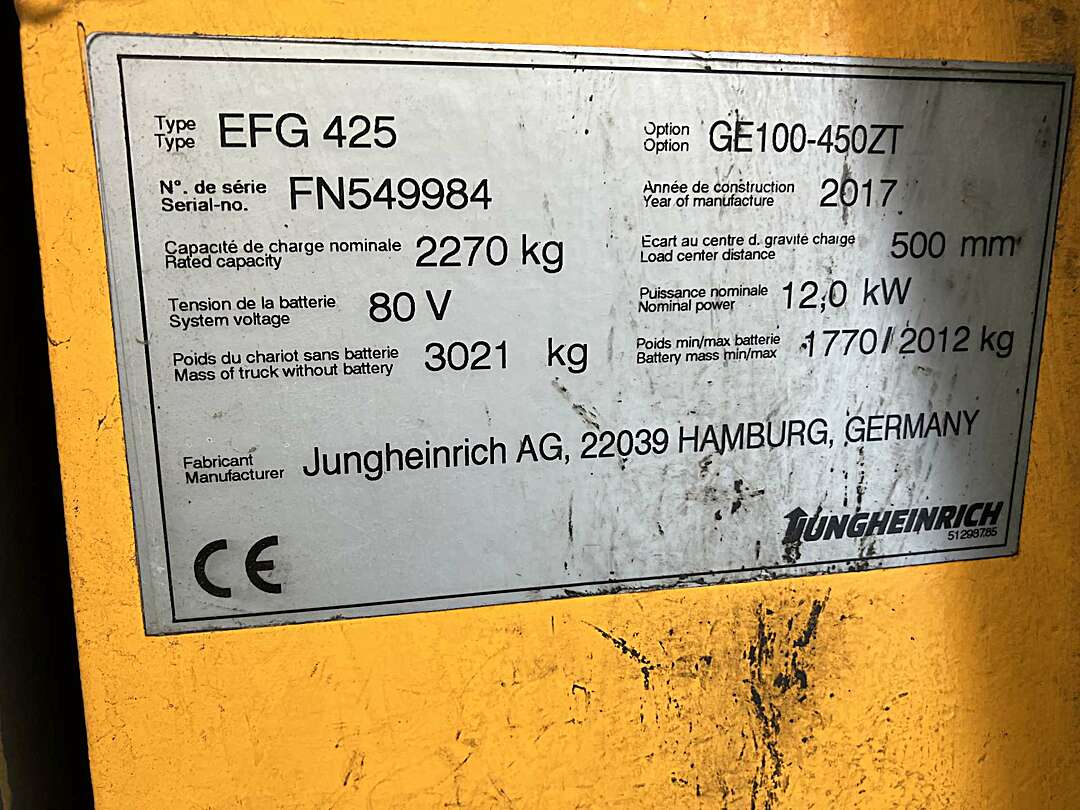 Type
Type EFG 425
Option
Option GE100-450ZT
N°. de série
Serial-no. FN549984
Année de construction
Year of manufacture 2017
Capacité de charge nominale
Rated capacity 2270 kg
Ecart au centre d. gravité charge
Load center distance 500 mm
Tension de la batterie
System voltage 80 V
Puissance nominale
Nominal power 12,0 kW
Poids du chariot sans batterie
Mass of truck without battery 3021 kg
Poids min/max batterie
Battery mass min/max 1770/2012 kg
Fabricant
Manufacturer Jungheinrich AG, 22039 HAMBURG, GERMANY
CE
JUNGHEINRICH
51298785